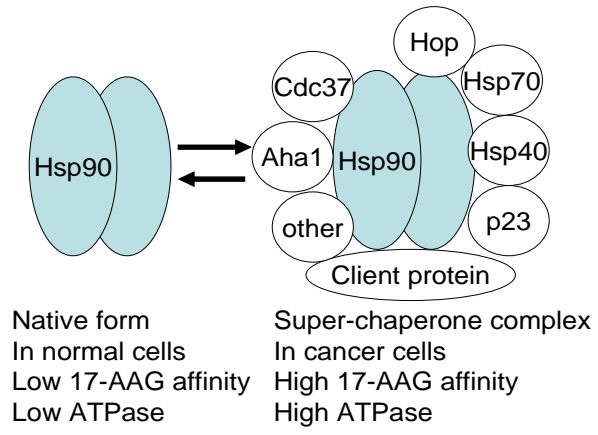 Hop
Cdc37
Hsp70
Hsp90
Aha1
Hsp90
Hsp40
other
p23
Client protein
Native form
In normal cells
Low 17-AAG affinity
Low ATPase
Super-chaperone complex
In cancer cells
High 17-AAG affinity
High ATPase